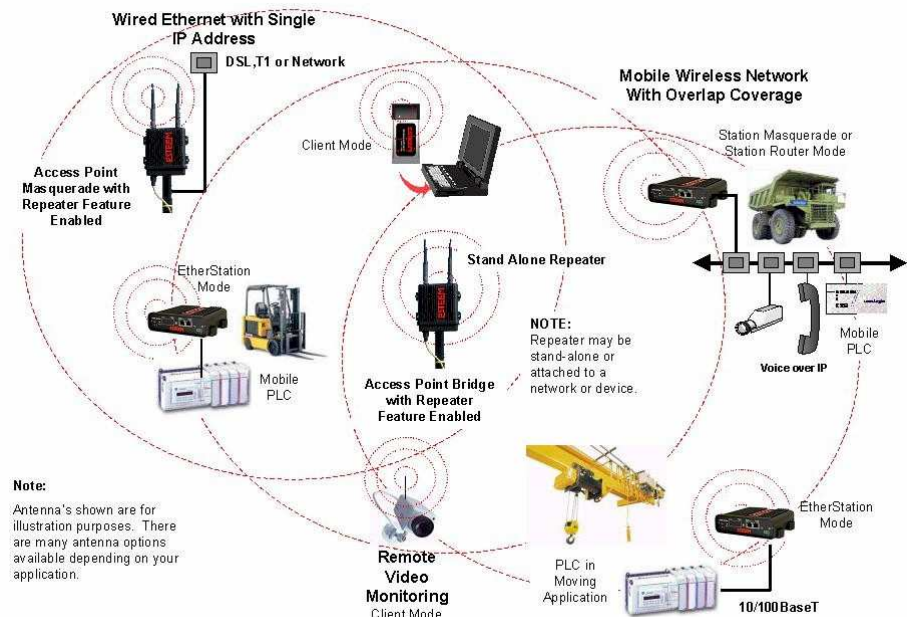 Wired Ethernet with Single
IP Address
DSL,T1 or Network
ESTEEM
Access Point
Masquerade with
Repeater Feature
Enabled
Client Mode
Mobile Wireless Network
With Overlap Coverage
Station Masquerade or
Station Router Mode
EtherStation
Mode
Mobile
PLC
Stand Alone Repeater
ESTEEM
NOTE:
Repeater may be
stand-alone or
attached to a
network or device.
Access Point Bridge
with Repeater
Feature Enabled
Voice over IP
Mobile
PLC
Note:
Antenna's shown are for
illustration purposes. There
are many antenna options
available depending on your
application.
Remote
Video
Monitoring
Client Mode
PLC in
Moving
Application
EtherStation
Mode
10/100 BaseT